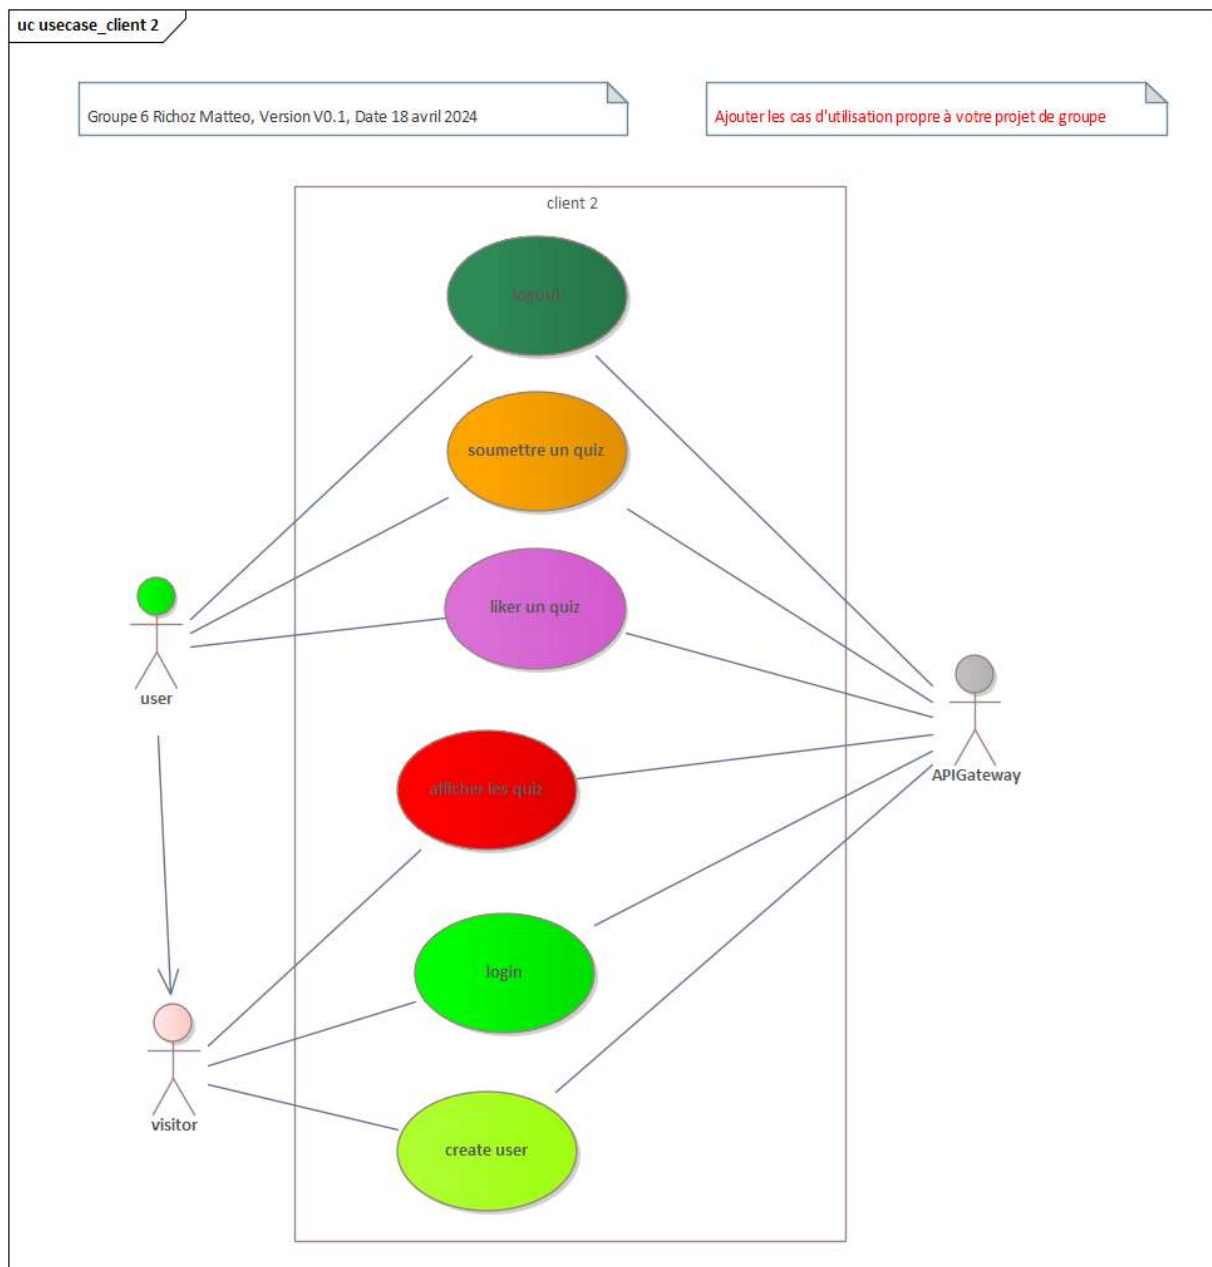 uc usecase_client 2
Groupe 6 Richoz Matteo, Version V0.1, Date 18 avril 2024
Ajouter les cas d'utilisation propre à votre projet de groupe
client 2
logout
soumettre un quiz
liker un quiz
user
APIGateway
afficher les quiz
login
visitor
create user